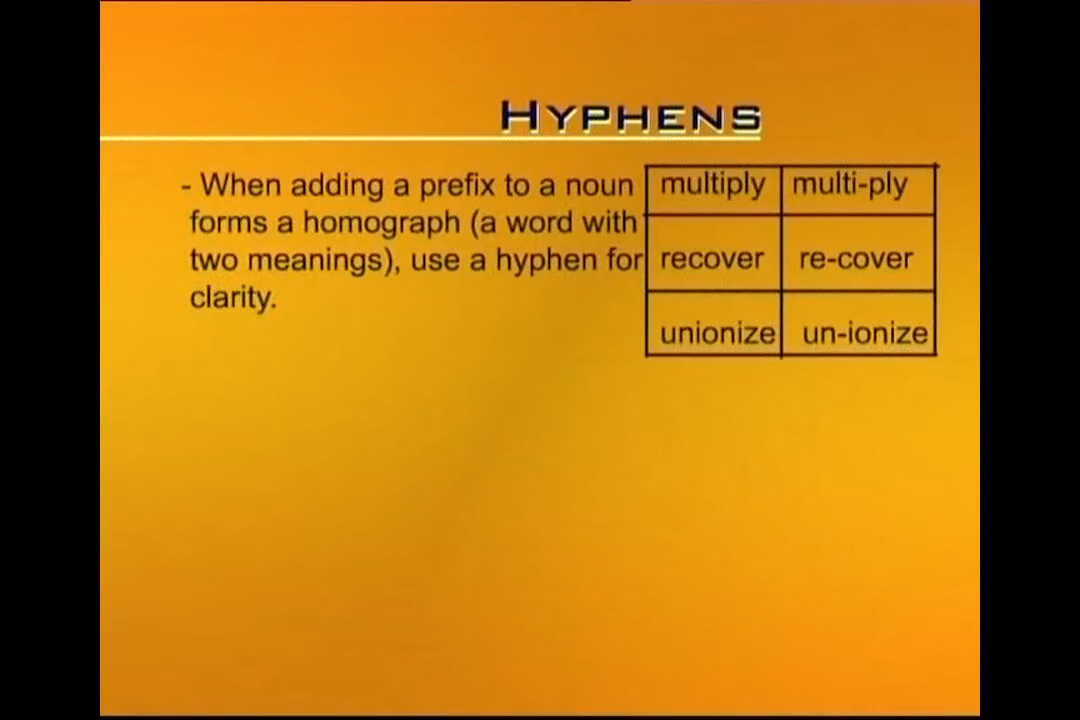 HYPHENS
- When adding a prefix to a noun
forms a homograph (a word with
two meanings), use a hyphen for
clarity.
multiply multi-ply
recover re-cover
unionize un-ionize